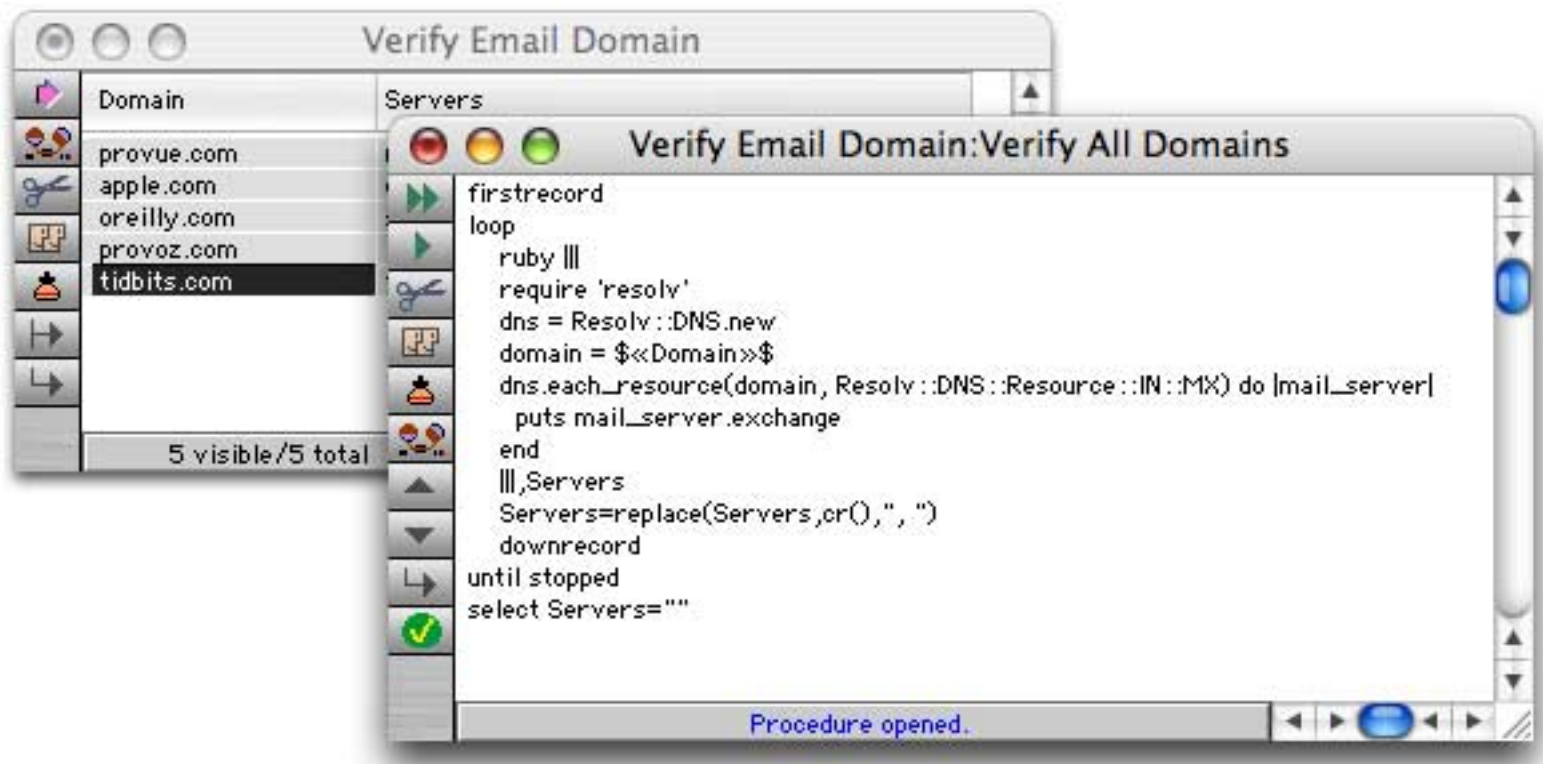 Verify Email Domain
Domain Servers
provue.com
apple.com
oreilly.com
provoz.com
tidbits.com
5 visible/5 total
Verify Email Domain:Verify All Domains
firstrecord
loop
ruby |||
require 'resolv'
dns = Resolv::DNS.new
domain = $«Domain»$
dns.each_resource(domain, Resolv::DNS::Resource::IN::MX) do |mail_server|
puts mail_server.exchange
end
|||,Servers
Servers=replace(Servers,cr(),", ")
downrecord
until stopped
select Servers=""
Procedure opened.